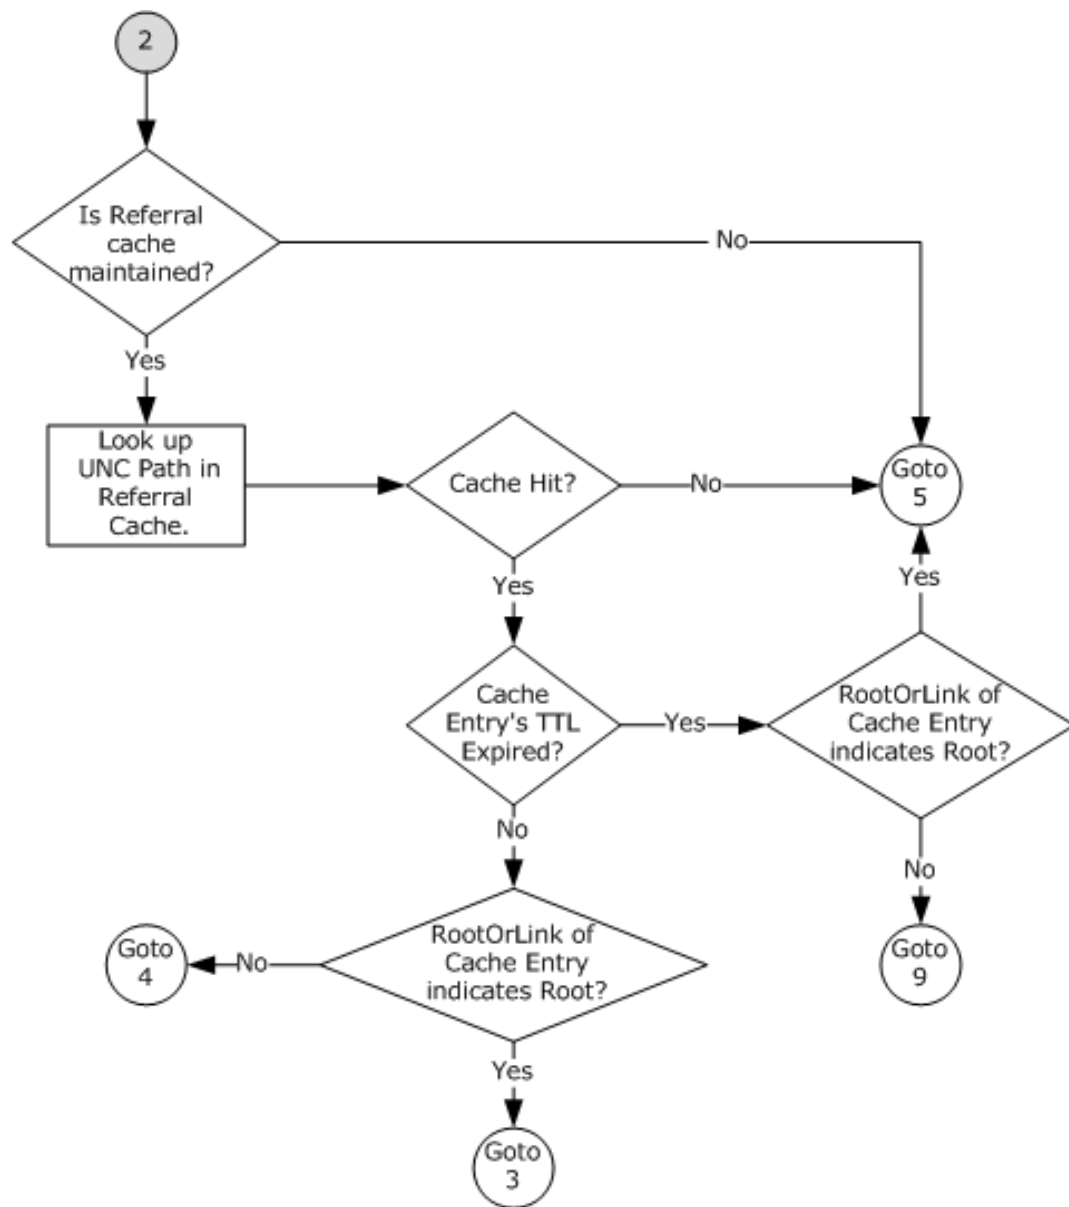 2
Is Referral
cache
maintained?
No
Yes
Look up
UNC Path in
Referral
Cache.
Cache Hit?
No
Goto
5
Yes
Yes
Cache
Entry's TTL
Expired?
Yes
RootOrLink of
Cache Entry
indicates Root?
No
No
RootOrLink of
Cache Entry
indicates Root?
No
Goto
4
Goto
9
Yes
Goto
3